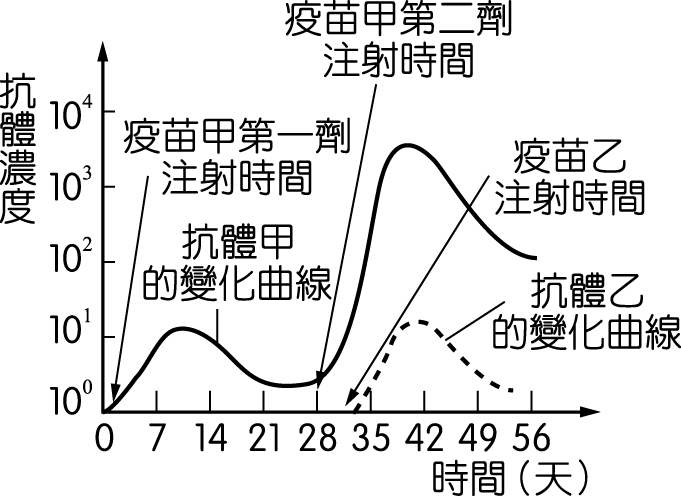 疫苗甲第二劑
注射時間
抗體濃度
10⁴
疫苗甲第一劑
注射時間
疫苗乙
注射時間
10³
抗體甲
的變化曲線
10²
抗體乙
的變化曲線
10¹
10⁰
0 7 14 21 28 35 42 49 56
時間(天)